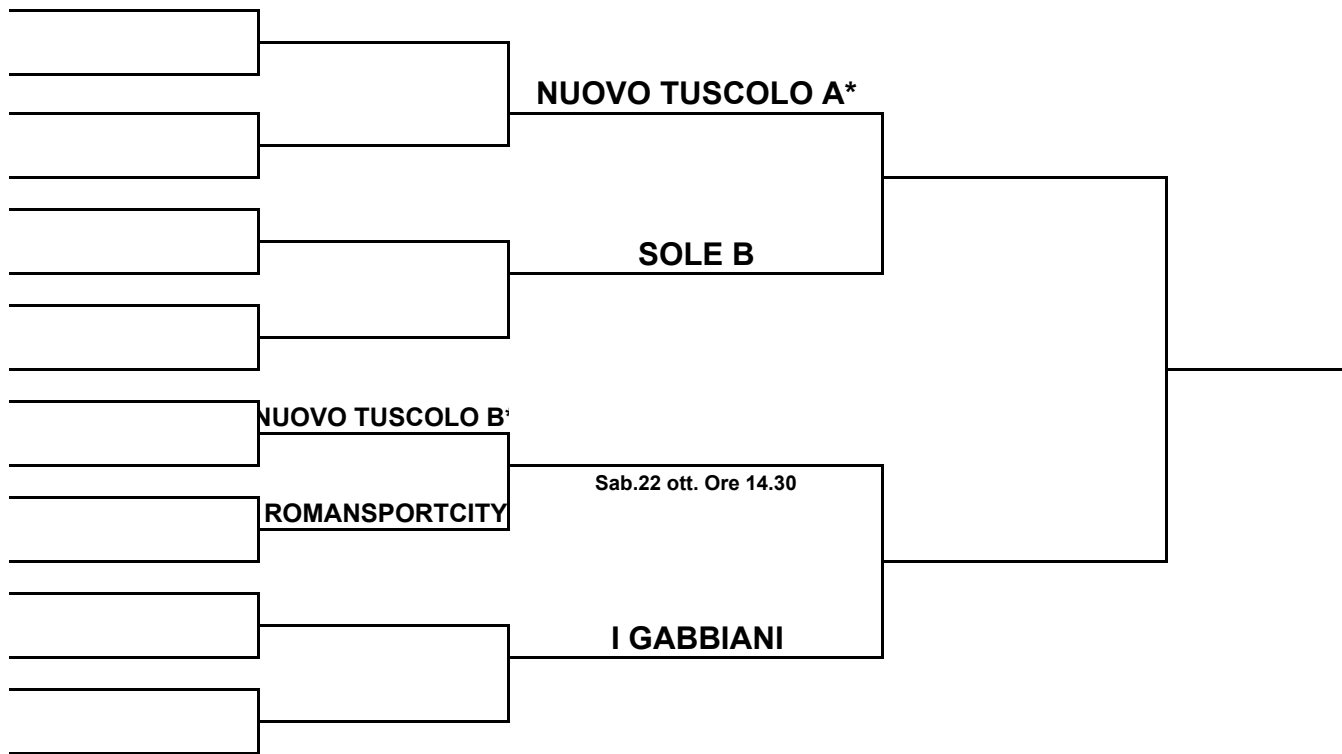 NUOVO TUSCOLO A*
SOLE B
NUOVO TUSCOLO B*
Sab.22 ott. Ore 14.30
ROMANSPORTCITY
I GABBIANI